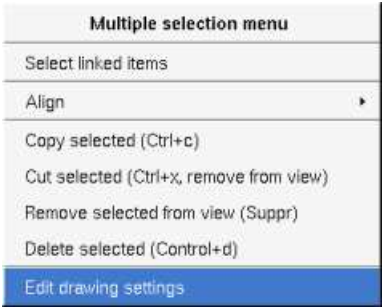 Multiple selection menu
Select linked items
Align
Copy selected (Ctrl+c)
Cut selected (Ctrl+x, remove from view)
Remove selected from view (Suppr)
Delete selected (Control+d)
Edit drawing settings